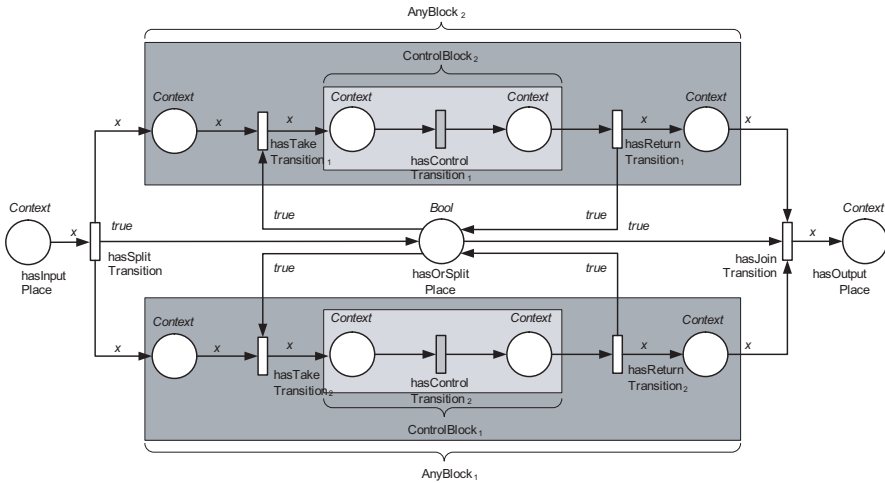 AnyBlock2
ControlBlock2
Context
Context
Context
Context
x
x
x
x
x
hasTake
Transition1
hasControl
Transition1
hasReturn
Transition1
Context
x
true
true
Bool
true
true
x
Context
hasInput
Place
hasSplit
Transition
true
hasOrSplit
Place
true
hasJoin
Transition
hasOutput
Place
Context
Context
Context
Context
x
x
x
x
x
hasTake
Transition2
hasControl
Transition2
hasReturn
Transition2
ControlBlock1
AnyBlock1